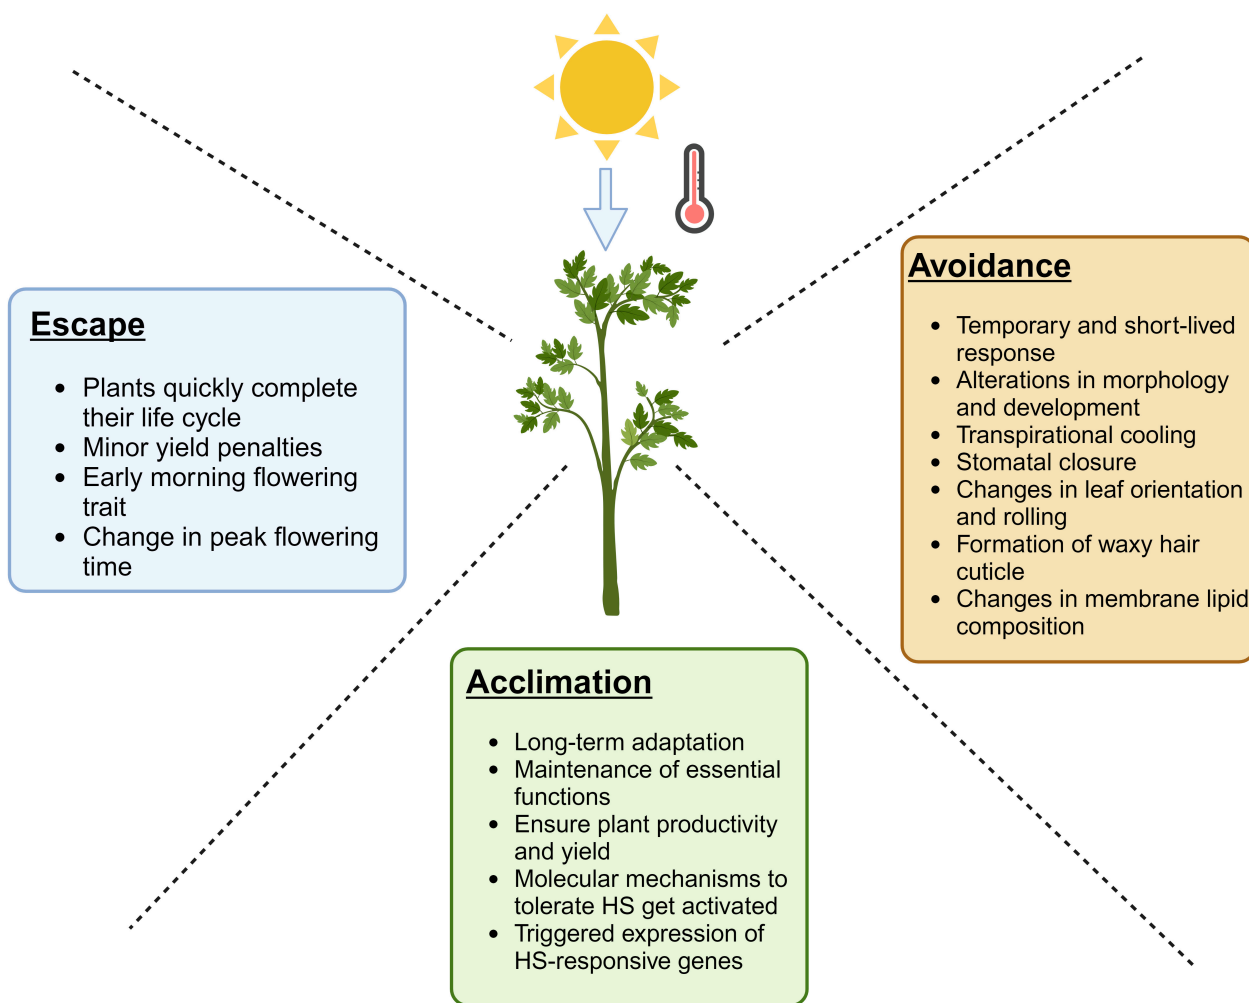 Escape
• Plants quickly complete
their life cycle
• Minor yield penalties
• Early morning flowering
trait
• Change in peak flowering
time
Avoidance
• Temporary and short-lived
response
• Alterations in morphology
and development
• Transpirational cooling
• Stomatal closure
• Changes in leaf orientation
and rolling
• Formation of waxy hair
cuticle
• Changes in membrane lipid
composition
Acclimation
• Long-term adaptation
• Maintenance of essential
functions
• Ensure plant productivity
and yield
• Molecular mechanisms to
tolerate HS get activated
• Triggered expression of
HS-responsive genes